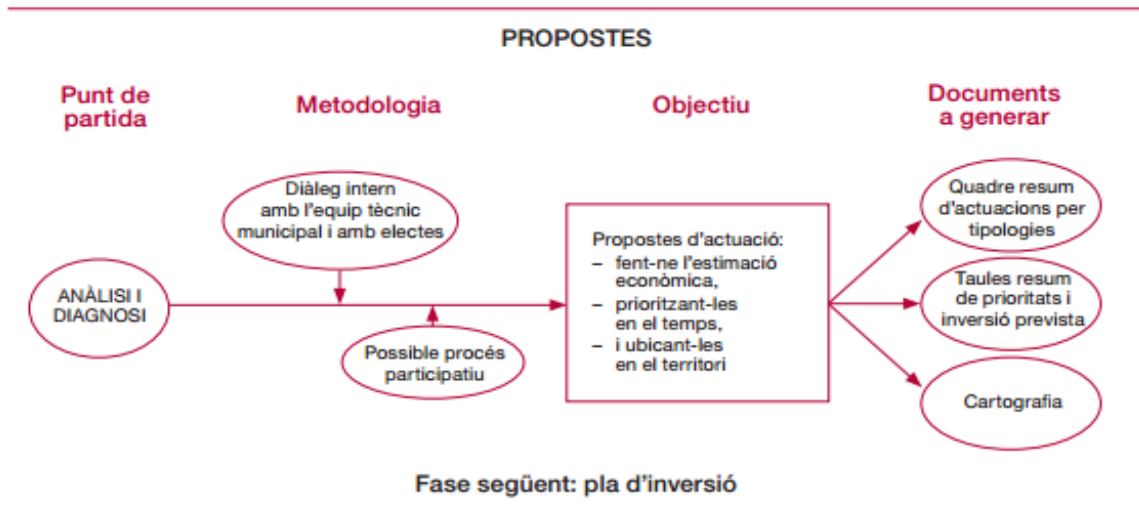 PROPOSTES
Punt de
partida
Metodologia
Objectiu
Documents
a generar
ANÀLISI I
DIAGNOSI
Diàleg intern
amb l'equip tècnic
municipal i amb electes
Possible procés
participatiu
Propostes d'actuació:
– fent-ne l'estimació
econòmica,
– prioritzant-les
en el temps,
– i ubicant-les
en el territori
Quadre resum
d'actuacions per
tipologies
Taules resum
de prioritats i
inversió prevista
Cartografia
Fase següent: pla d'inversió